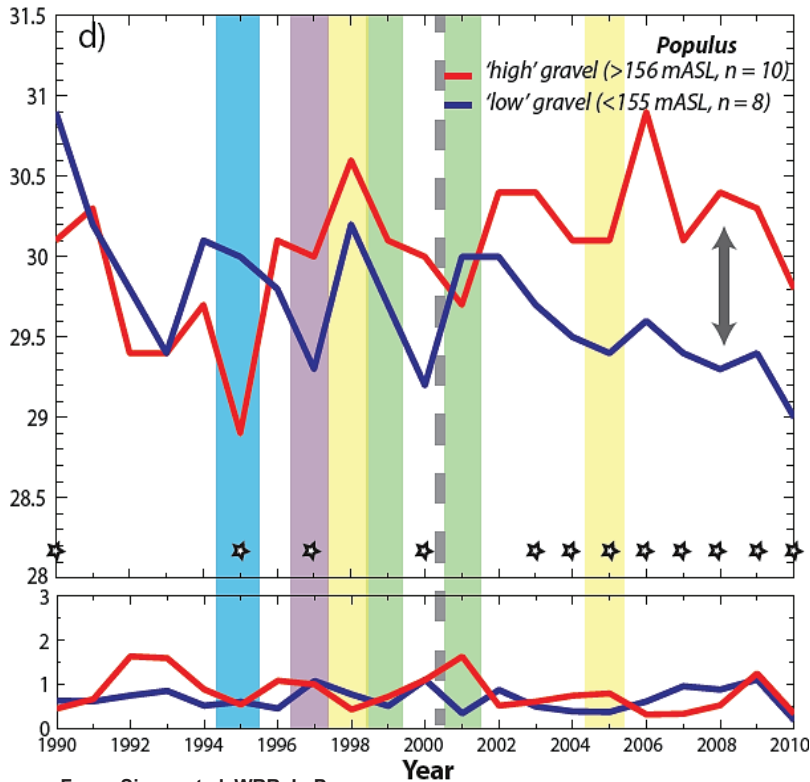 d)
Populus
'high' gravel (>156 mASL, n = 10)
'low' gravel (<155 mASL, n = 8)
31.5
31
30.5
30
29.5
29
28.5
28
3
2
1
0
1990 1992 1994 1996 1998 2000 2002 2004 2006 2008 2010
Year